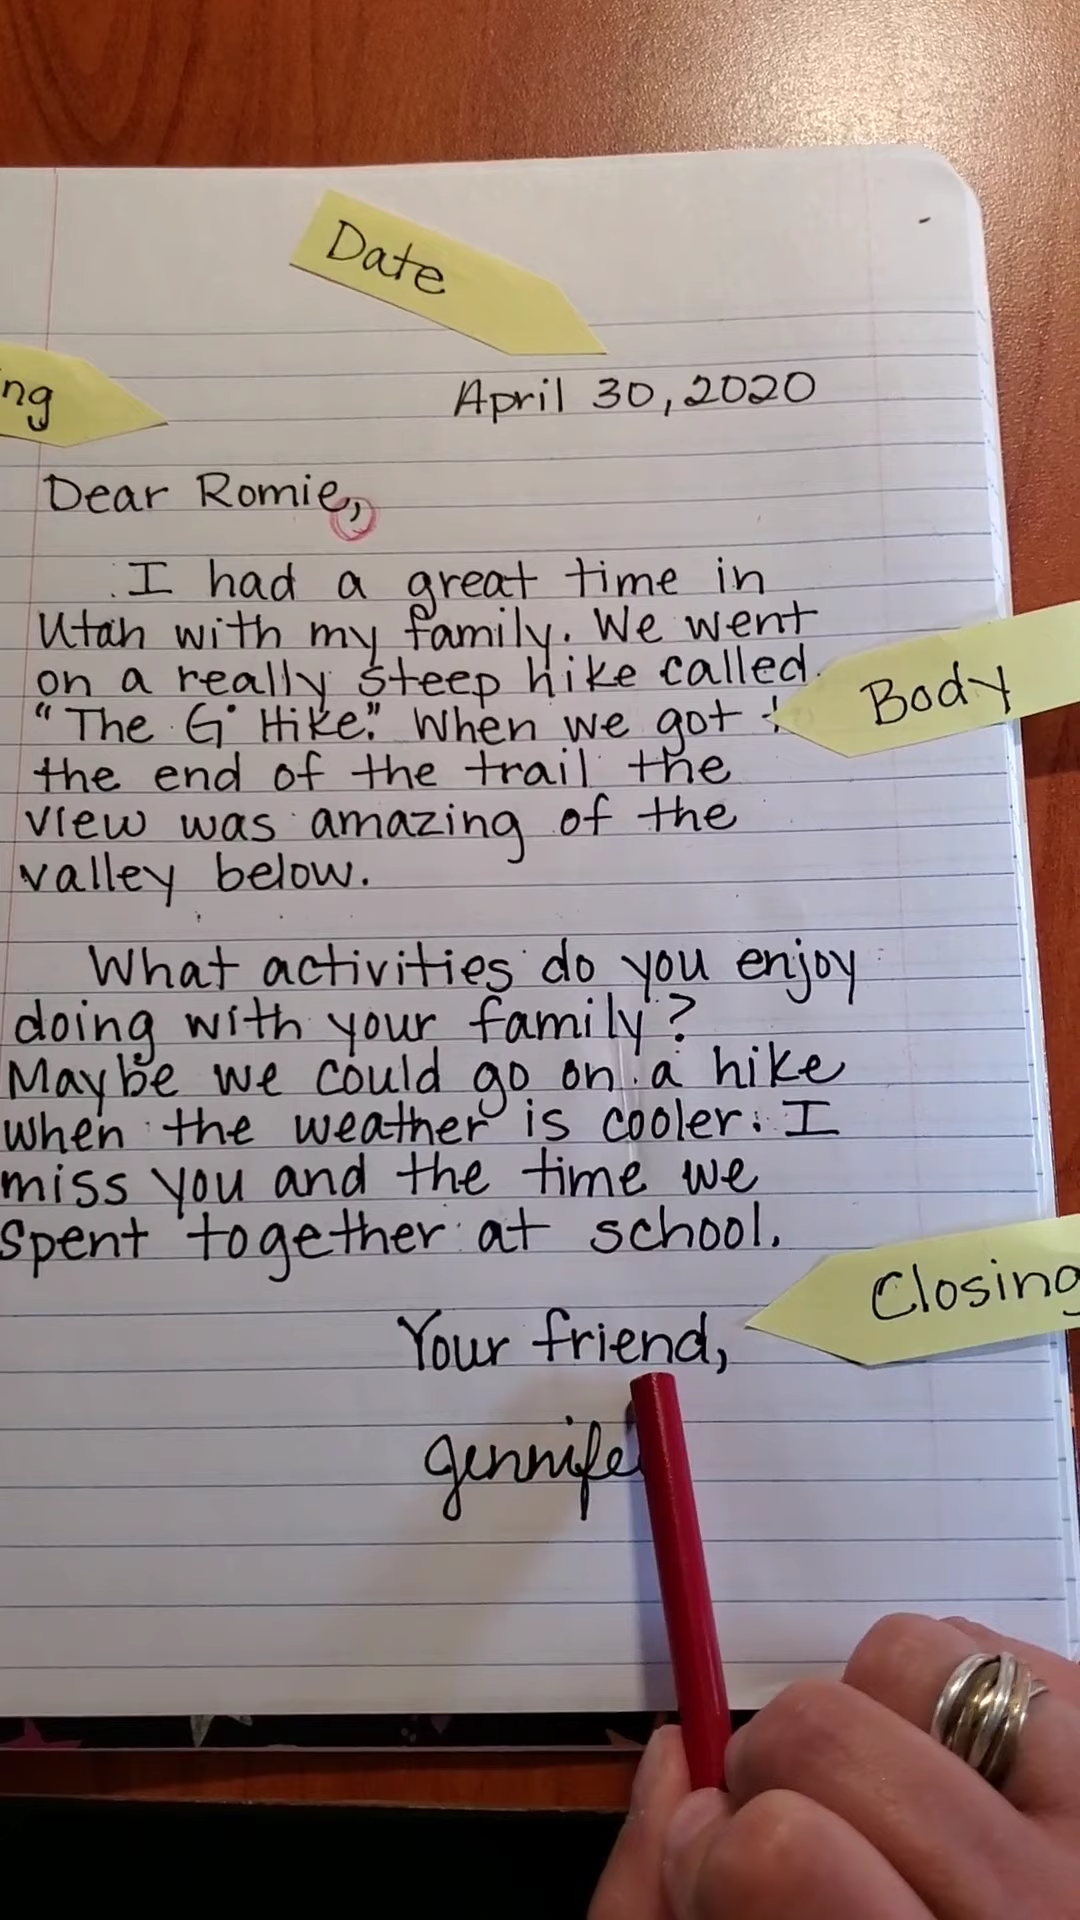 Date
ng
April 30, 2020
Dear Romie,
I had a great time in
Utah with my family. We went
on a really steep hike called
"The G Hike." When we got
Body
the end of the trail the
view was amazing of the
valley below.
What activities do you enjoy
doing with your family?
Maybe we could go on a hike
when the weather is cooler. I
miss you and the time we
spent together at school.
Closing
Your friend,
Jennife